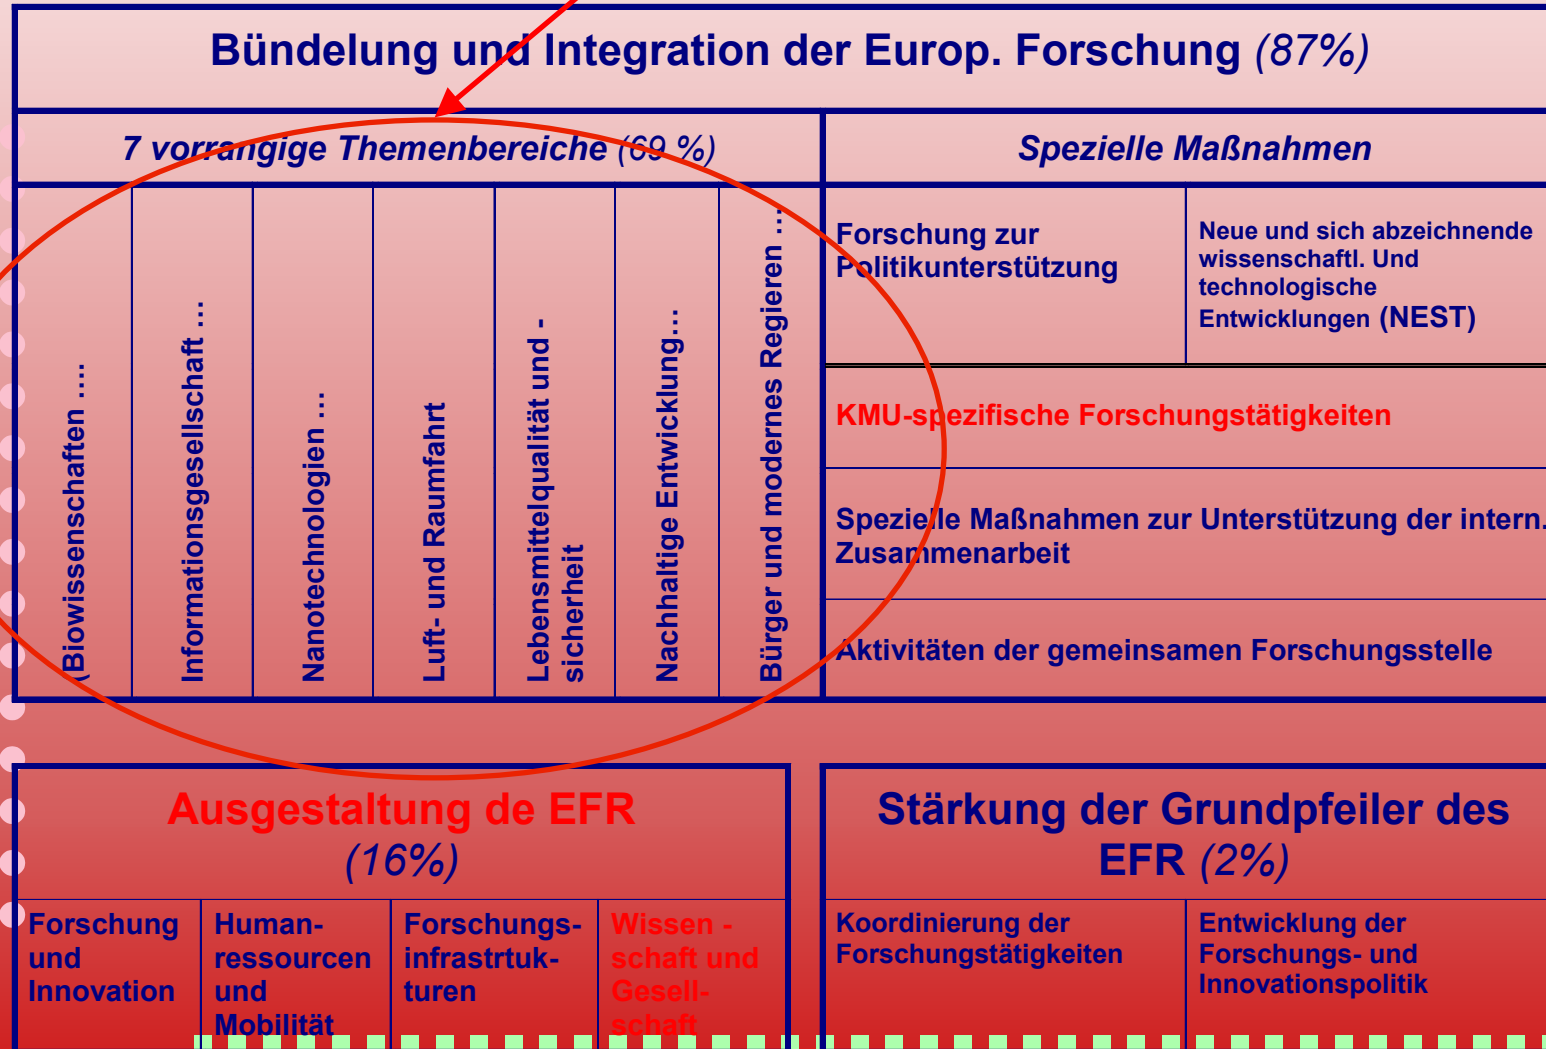 Bündelung und Integration der Europ. Forschung (87%)
7 vorrangige Themenbereiche (69 %)
Spezielle Maßnahmen
(Biowissenschaften ....
Informationsgesellschaft ...
Nanotechnologien ...
Luft- und Raumfahrt
Lebensmittelqualität und -
sicherheit
Nachhaltige Entwicklung...
Bürger und modernes Regieren ...
Forschung zur
Politikunterstützung
Neue und sich abzeichnende
wissenschaftl. Und
technologische
Entwicklungen (NEST)
KMU-spezifische Forschungstätigkeiten
Spezielle Maßnahmen zur Unterstützung der intern.
Zusammenarbeit
Aktivitäten der gemeinsamen Forschungsstelle
Ausgestaltung de EFR
(16%)
Forschung
und
Innovation
Human-
ressourcen
und
Mobilität
Forschungs-
infrastrtuk-
turen
Wissen -
schaft und
Gesell-
schaft
Stärkung der Grundpfeiler des
EFR (2%)
Koordinierung der
Forschungstätigkeiten
Entwicklung der
Forschungs- und
Innovationspolitik